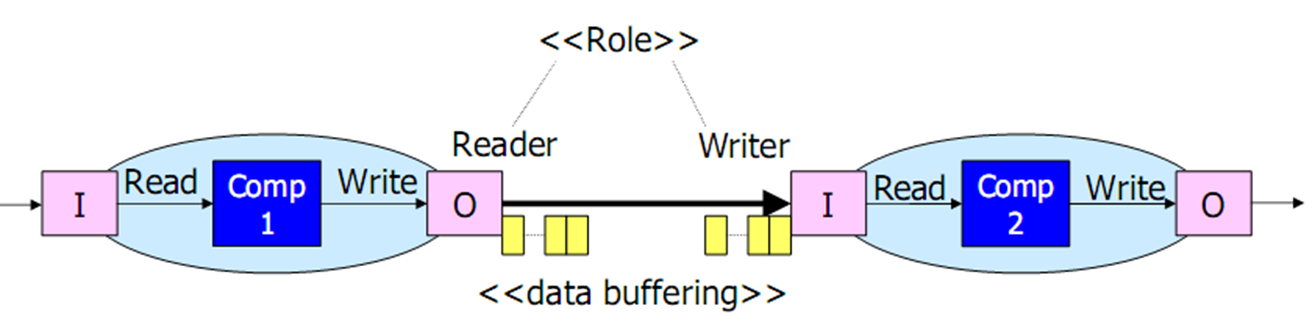 <<Role>>
Reader
Writer
I
Read
Comp
1
Write
O
I
Read
Comp
2
Write
O
<<data buffering>>